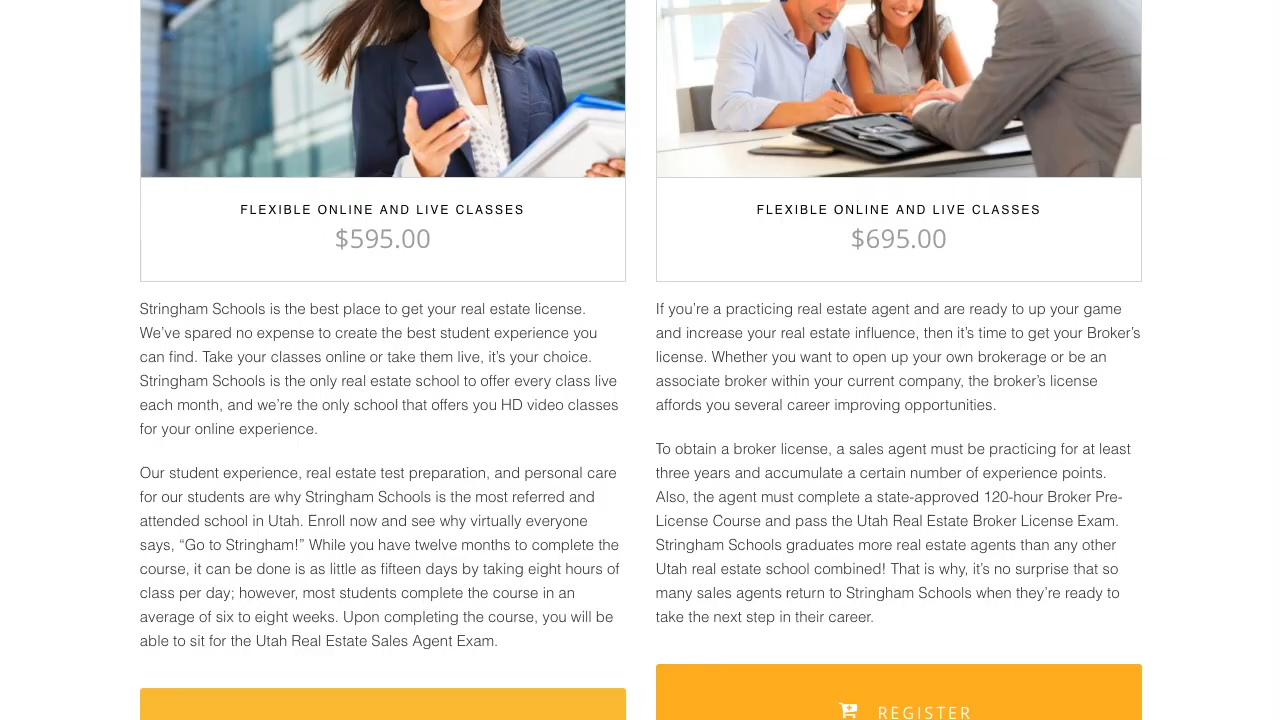 FLEXIBLE ONLINE AND LIVE CLASSES
$595.00
Stringham Schools is the best place to get your real estate license.
We’ve spared no expense to create the best student experience you
can find. Take your classes online or take them live, it’s your choice.
Stringham Schools is the only real estate school to offer every class live
each month, and we’re the only school that offers you HD video classes
for your online experience.
Our student experience, real estate test preparation, and personal care
for our students are why Stringham Schools is the most referred and
attended school in Utah. Enroll now and see why virtually everyone
says, “Go to Stringham!” While you have twelve months to complete the
course, it can be done is as little as fifteen days by taking eight hours of
class per day; however, most students complete the course in an
average of six to eight weeks. Upon completing the course, you will be
able to sit for the Utah Real Estate Sales Agent Exam.
FLEXIBLE ONLINE AND LIVE CLASSES
$695.00
If you’re a practicing real estate agent and are ready to up your game
and increase your real estate influence, then it’s time to get your Broker’s
license. Whether you want to open up your own brokerage or be an
associate broker within your current company, the broker’s license
affords you several career improving opportunities.
To obtain a broker license, a sales agent must be practicing for at least
three years and accumulate a certain number of experience points.
Also, the agent must complete a state-approved 120-hour Broker Pre-
License Course and pass the Utah Real Estate Broker License Exam.
Stringham Schools graduates more real estate agents than any other
Utah real estate school combined! That is why, it’s no surprise that so
many sales agents return to Stringham Schools when they’re ready to
take the next step in their career.
REGISTER